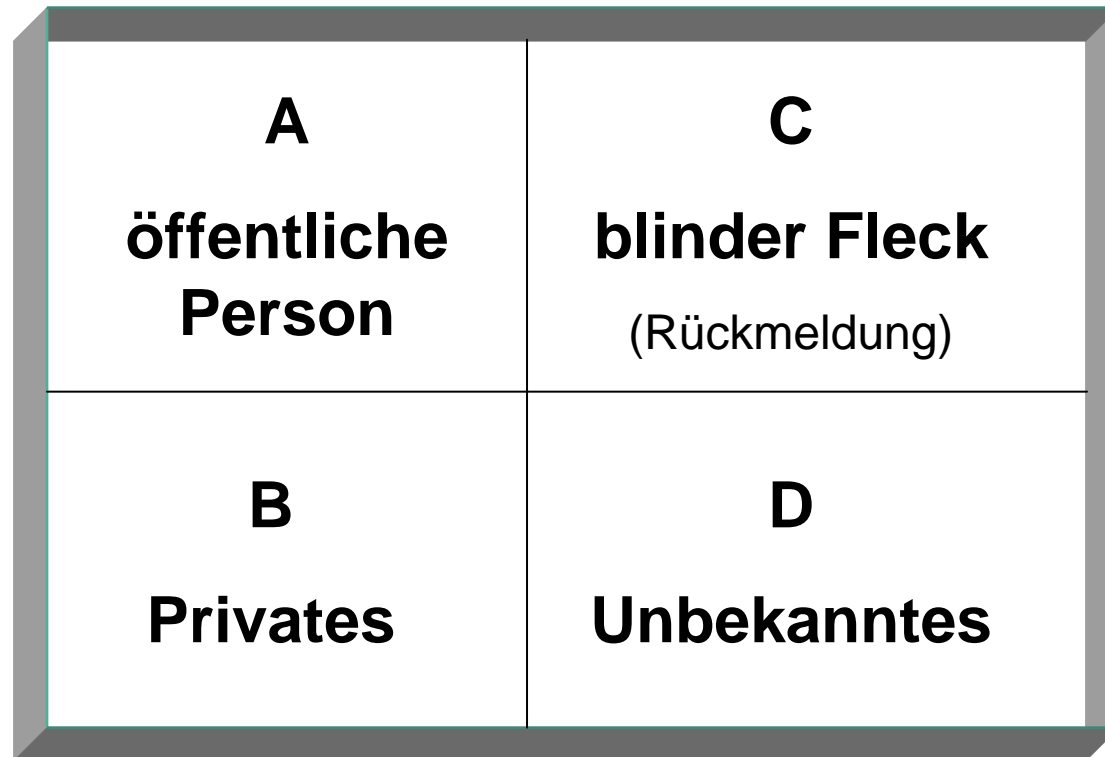 A
öffentliche
Person
C
blinder Fleck
(Rückmeldung)
B
Privates
D
Unbekanntes